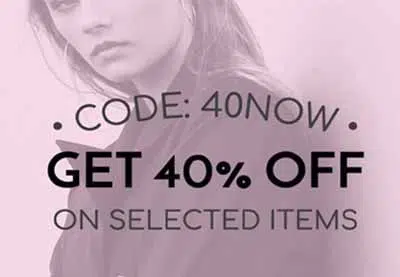 • CODE: 40NOW •
GET 40% OFF
ON SELECTED ITEMS